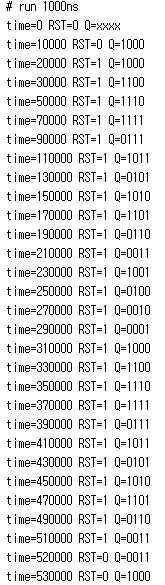 # run 1000ns
time=0 RST=0 Q=xxxx
time=10000 RST=0 Q=1000
time=20000 RST=1 Q=1000
time=30000 RST=1 Q=1100
time=50000 RST=1 Q=1110
time=70000 RST=1 Q=1111
time=90000 RST=1 Q=0111
time=110000 RST=1 Q=1011
time=130000 RST=1 Q=0101
time=150000 RST=1 Q=1010
time=170000 RST=1 Q=1101
time=190000 RST=1 Q=0110
time=210000 RST=1 Q=0011
time=230000 RST=1 Q=1001
time=250000 RST=1 Q=0100
time=270000 RST=1 Q=0010
time=290000 RST=1 Q=0001
time=310000 RST=1 Q=1000
time=330000 RST=1 Q=1100
time=350000 RST=1 Q=1110
time=370000 RST=1 Q=1111
time=390000 RST=1 Q=0111
time=410000 RST=1 Q=1011
time=430000 RST=1 Q=0101
time=450000 RST=1 Q=1010
time=470000 RST=1 Q=1101
time=490000 RST=1 Q=0110
time=510000 RST=1 Q=0011
time=520000 RST=0 Q=0011
time=530000 RST=0 Q=1000